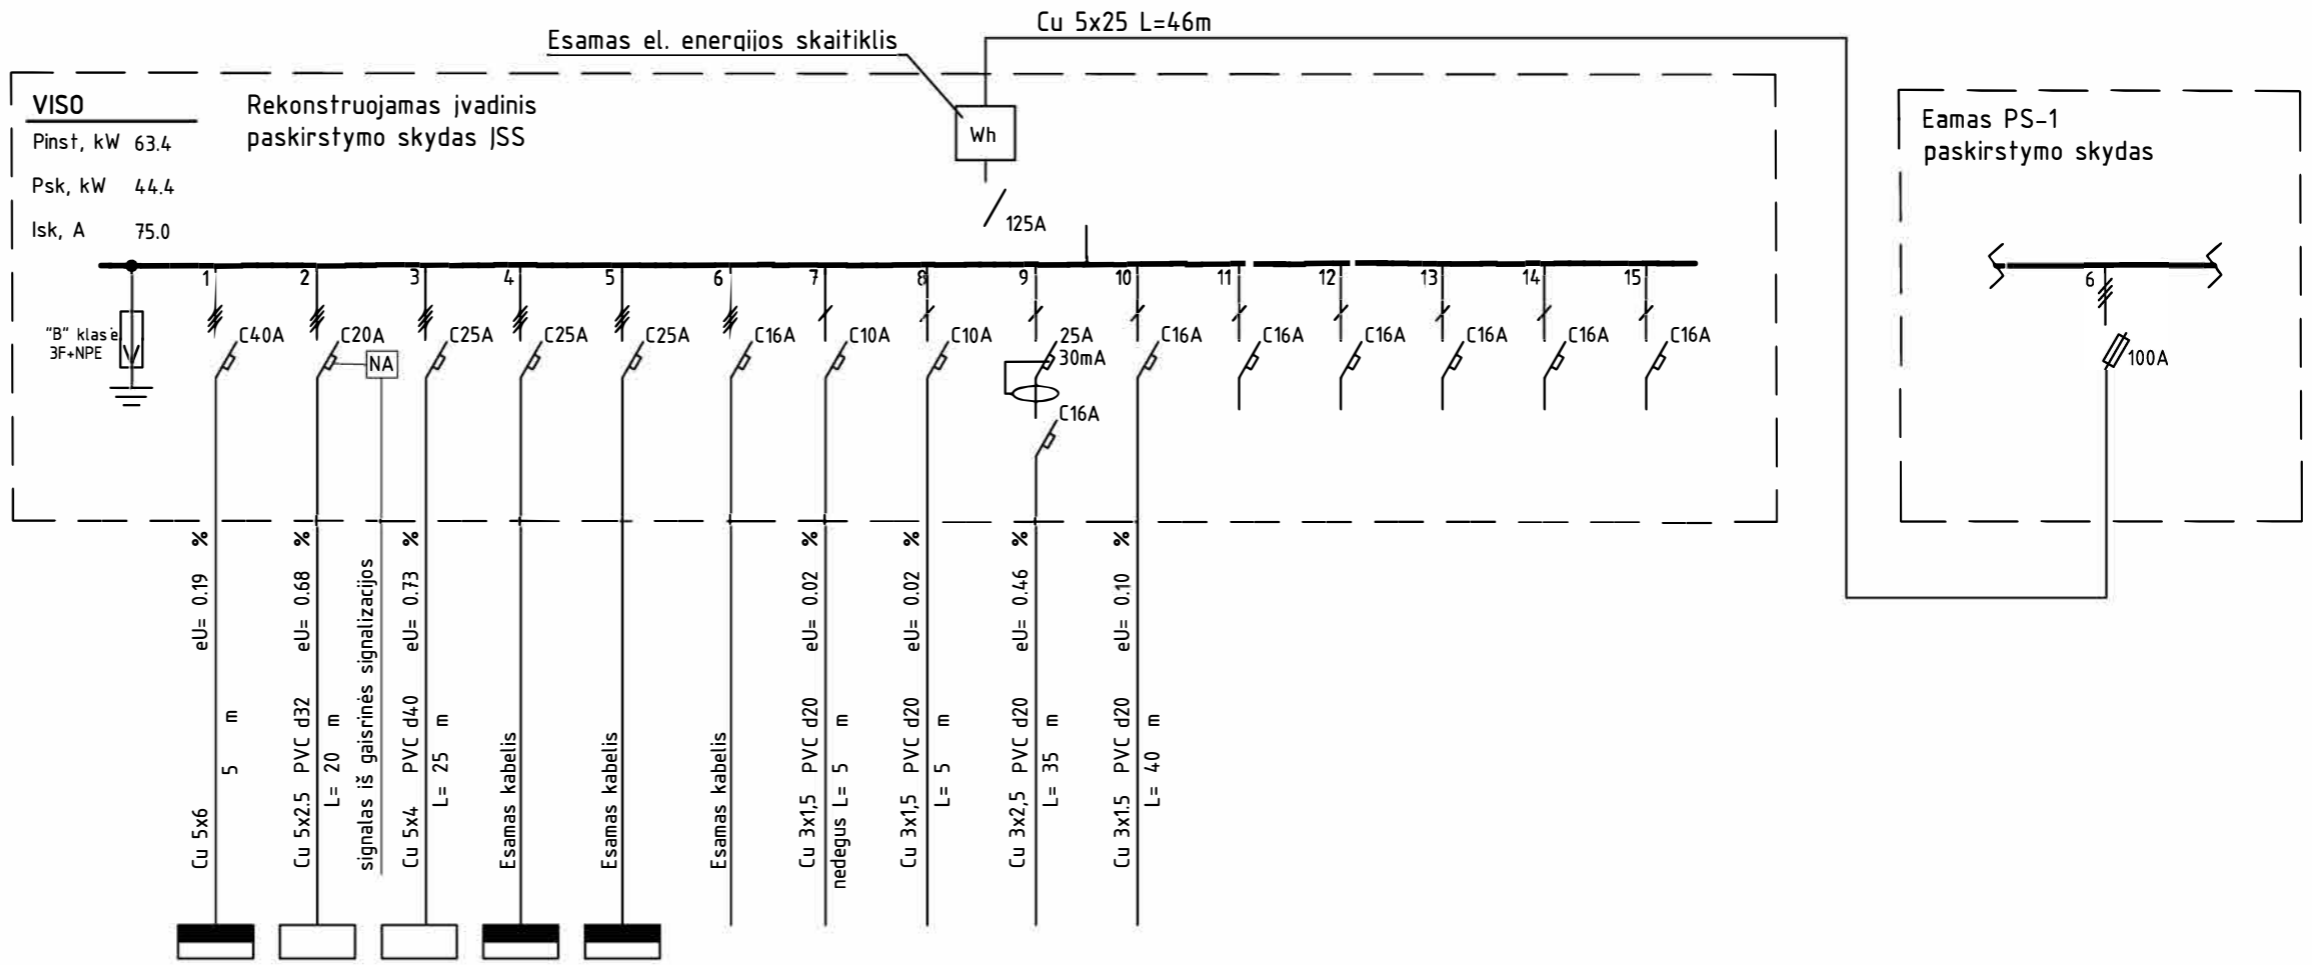 Cu 5x25 L=46m
Esamas el. energijos skaitiklis
VISO
Pinst, kW 63.4
Psk, kW 44.4
Isk, A 75.0
Rekonstruojamas įvadinis
paskirstymo skydas ĮSS
Wh
125A
Eamas PS-1
paskirstymo skydas
1 2 3 4 5 6 7 8 9 10 11 12 13 14 15
6
"B" klasė
3F+NPE
C40A
C20A
NA
C25A
C25A
C25A
C16A
C10A
C10A
25A
30mA
C16A
C16A
C16A
C16A
C16A
C16A
C16A
100A
Cu 5x6 eU= 0.19 %
5 m
Cu 5x2.5 PVC d32 eU= 0.68 %
L= 20 m
signalas iš gaisrinės signalizacijos
Cu 5x4 PVC d40 eU= 0.73 %
L= 25 m
Esamas kabelis
Esamas kabelis
Esamas kabelis
Cu 3x1,5 PVC d20 eU= 0.02 %
nedegus L= 5 m
Cu 3x1,5 PVC d20 eU= 0.02 %
L= 5 m
Cu 3x2,5 PVC d20 eU= 0.46 %
L= 35 m
Cu 3x1.5 PVC d20 eU= 0.10 %
L= 40 m